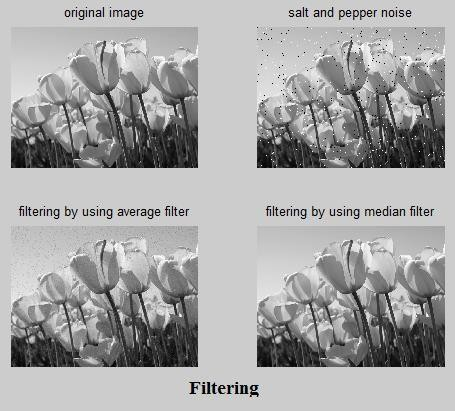 original image
salt and pepper noise
filtering by using average filter
filtering by using median filter
Filtering